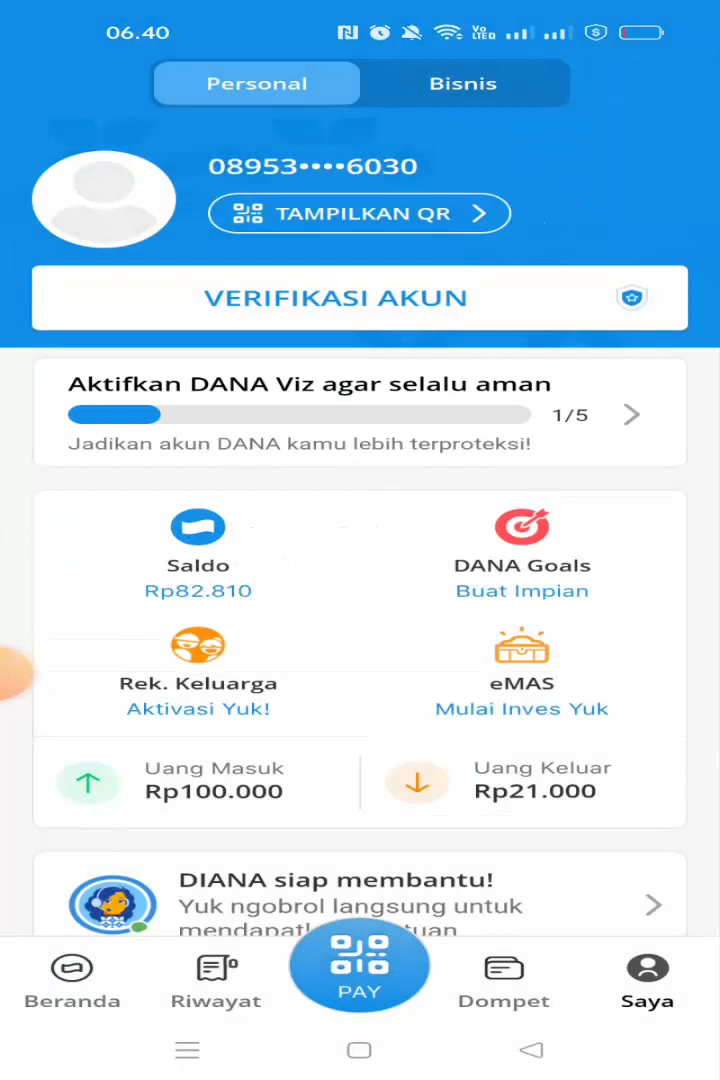 06.40
Vo
LTE
Personal
Bisnis
08953••••6030
TAMPILKAN QR
VERIFIKASI AKUN
Aktifkan DANA Viz agar selalu aman
1/5
Jadikan akun DANA kamu lebih terproteksi!
Saldo
Rp82.810
DANA Goals
Buat Impian
Rek. Keluarga
Aktivasi Yuk!
eMAS
Mulai Inves Yuk
Uang Masuk
Rp100.000
Uang Keluar
Rp21.000
DIANA siap membantu!
Yuk ngobrol langsung untuk
PAY
Beranda
Riwayat
Dompet
Saya